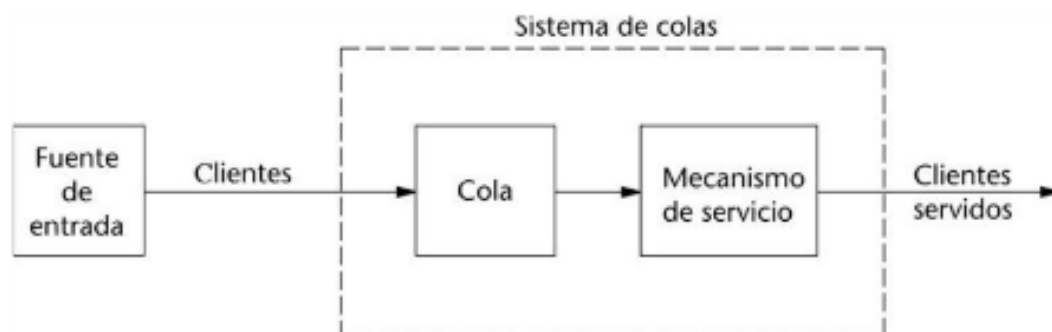 Sistema de colas
Fuente
de
entrada
Clientes
Cola
Mecanismo
de servicio
Clientes
servidos